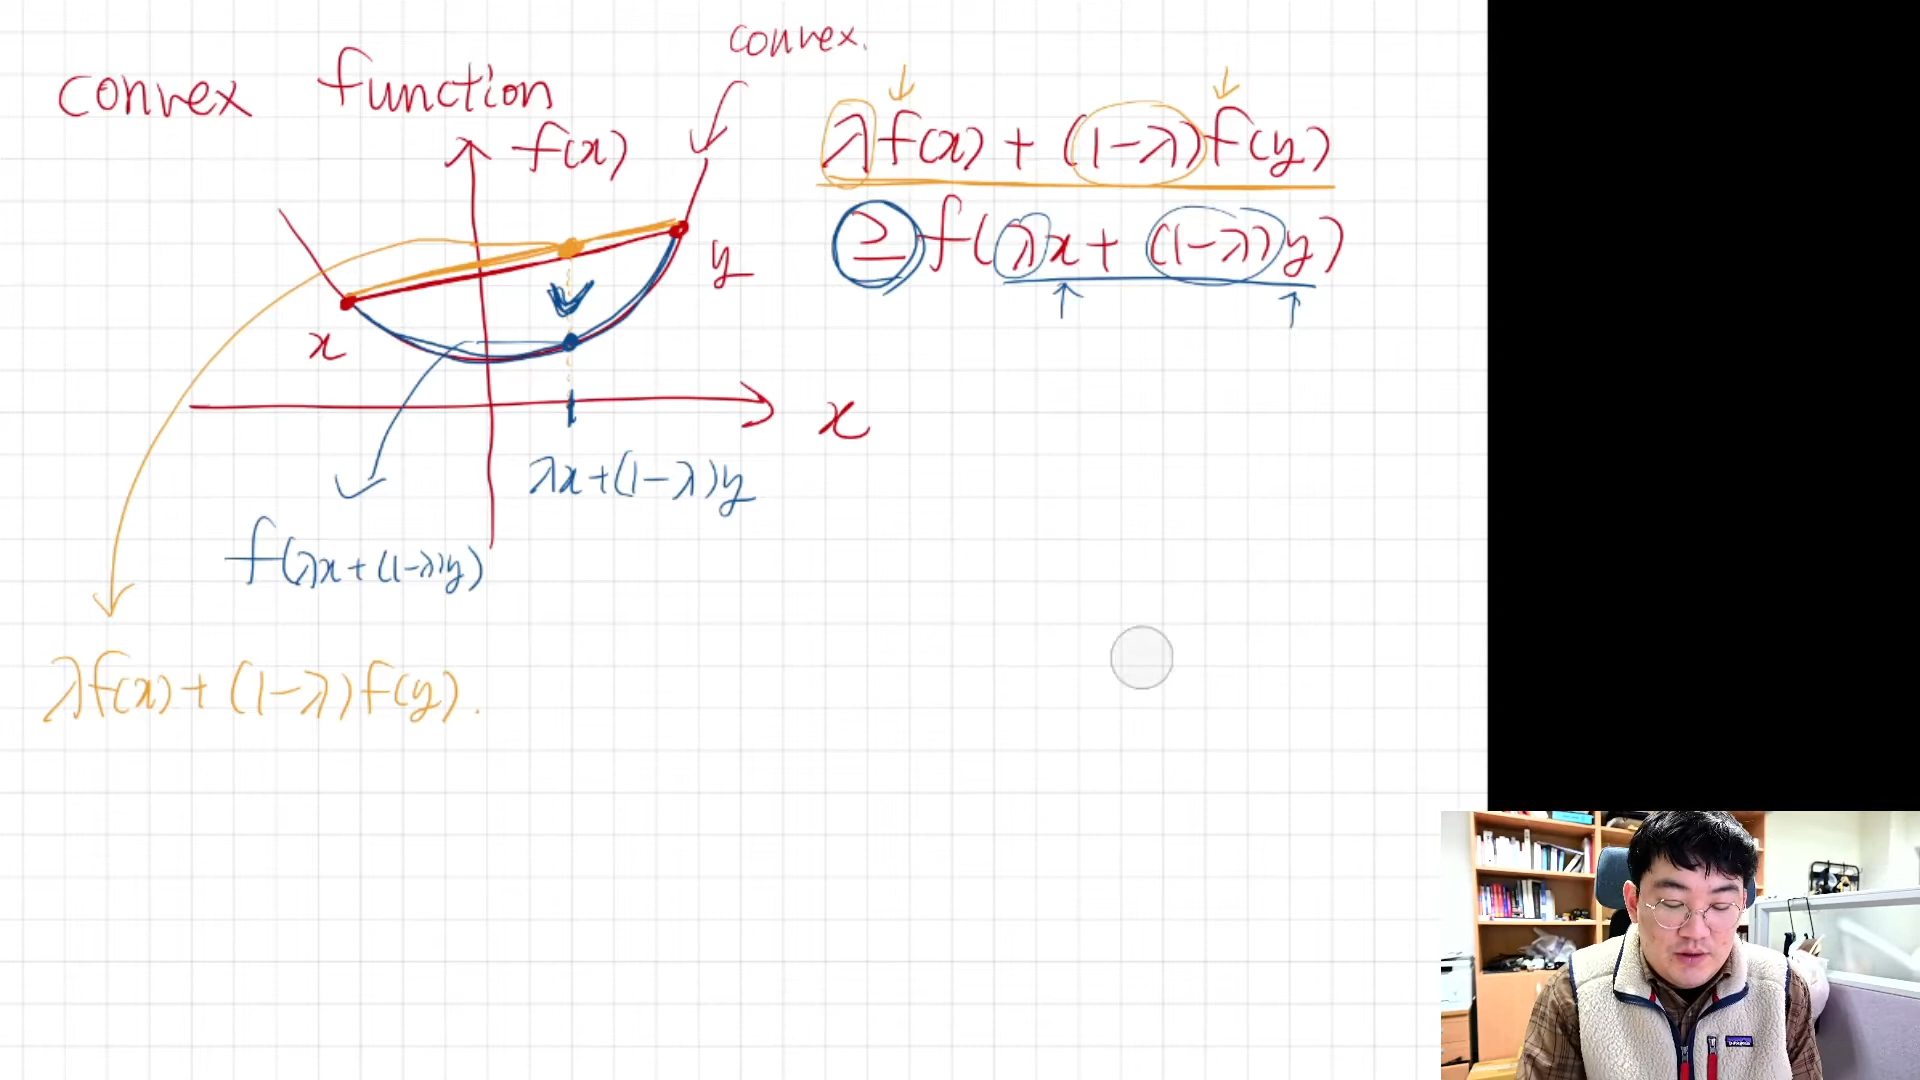 convex.
convex function
f(x)
λf(x) + (1-λ)f(y)
≥ f(λx + (1-λ)y)
y
x
x
λx+(1-λ)y
f(λx+(1-λ)y)
λf(x) + (1-λ)f(y).